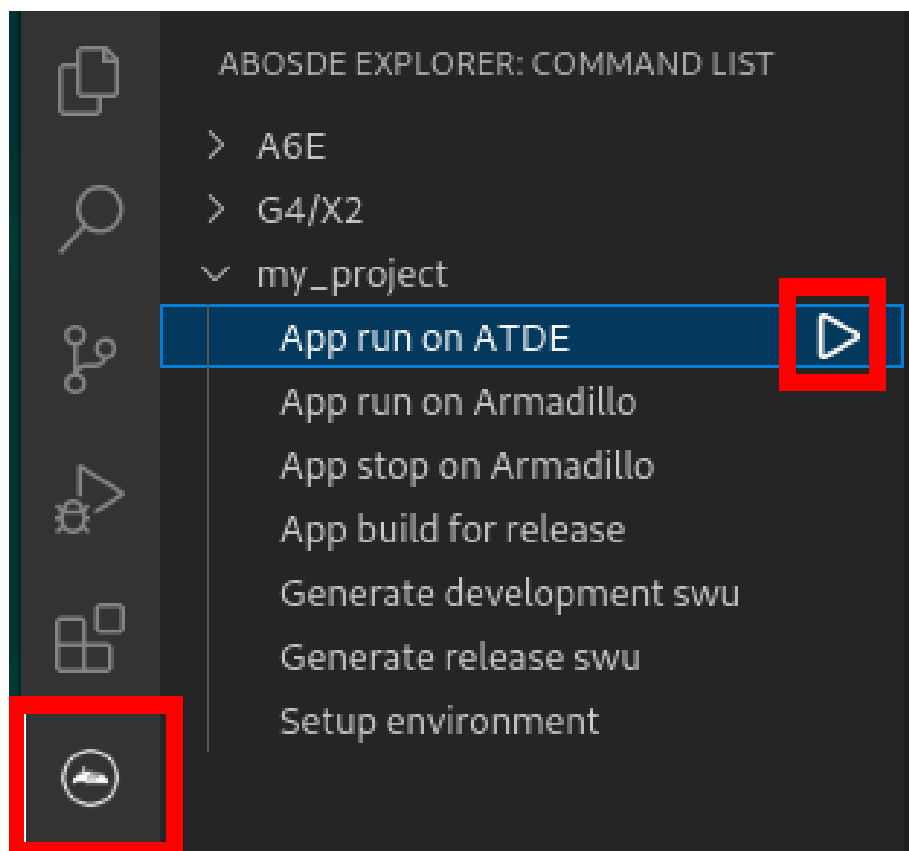 ABOSDE EXPLORER: COMMAND LIST
A6E
G4/X2
my_project
App run on ATDE
App run on Armadillo
App stop on Armadillo
App build for release
Generate development swu
Generate release swu
Setup environment